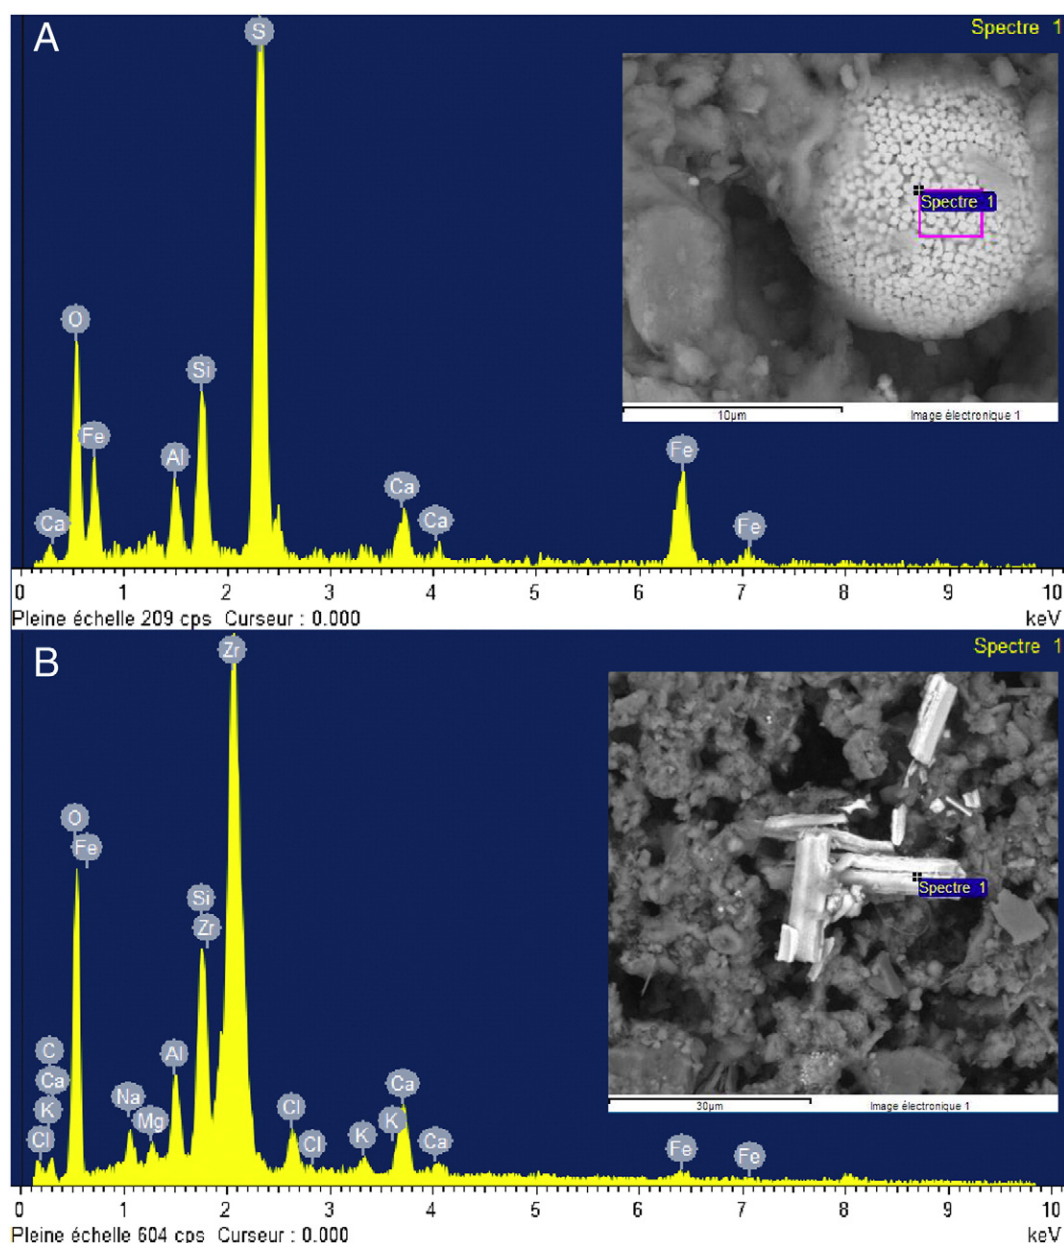 A
Spectre 1
S
O
Si
Fe
Al
Ca
Ca
Ca
Fe
Fe
Spectre 1
10µm Image électronique 1
0 1 2 3 4 5 6 7 8 9 10
Pleine échelle 209 cps Curseur : 0.000 keV
B
Spectre 1
Zr
O
Fe
Si
Zr
C
Ca
K
Cl
Na
Mg
Al
Cl
Cl
K
K
Ca
Ca
Fe
Fe
Spectre 1
30µm Image électronique 1
0 1 2 3 4 5 6 7 8 9 10
Pleine échelle 604 cps Curseur : 0.000 keV